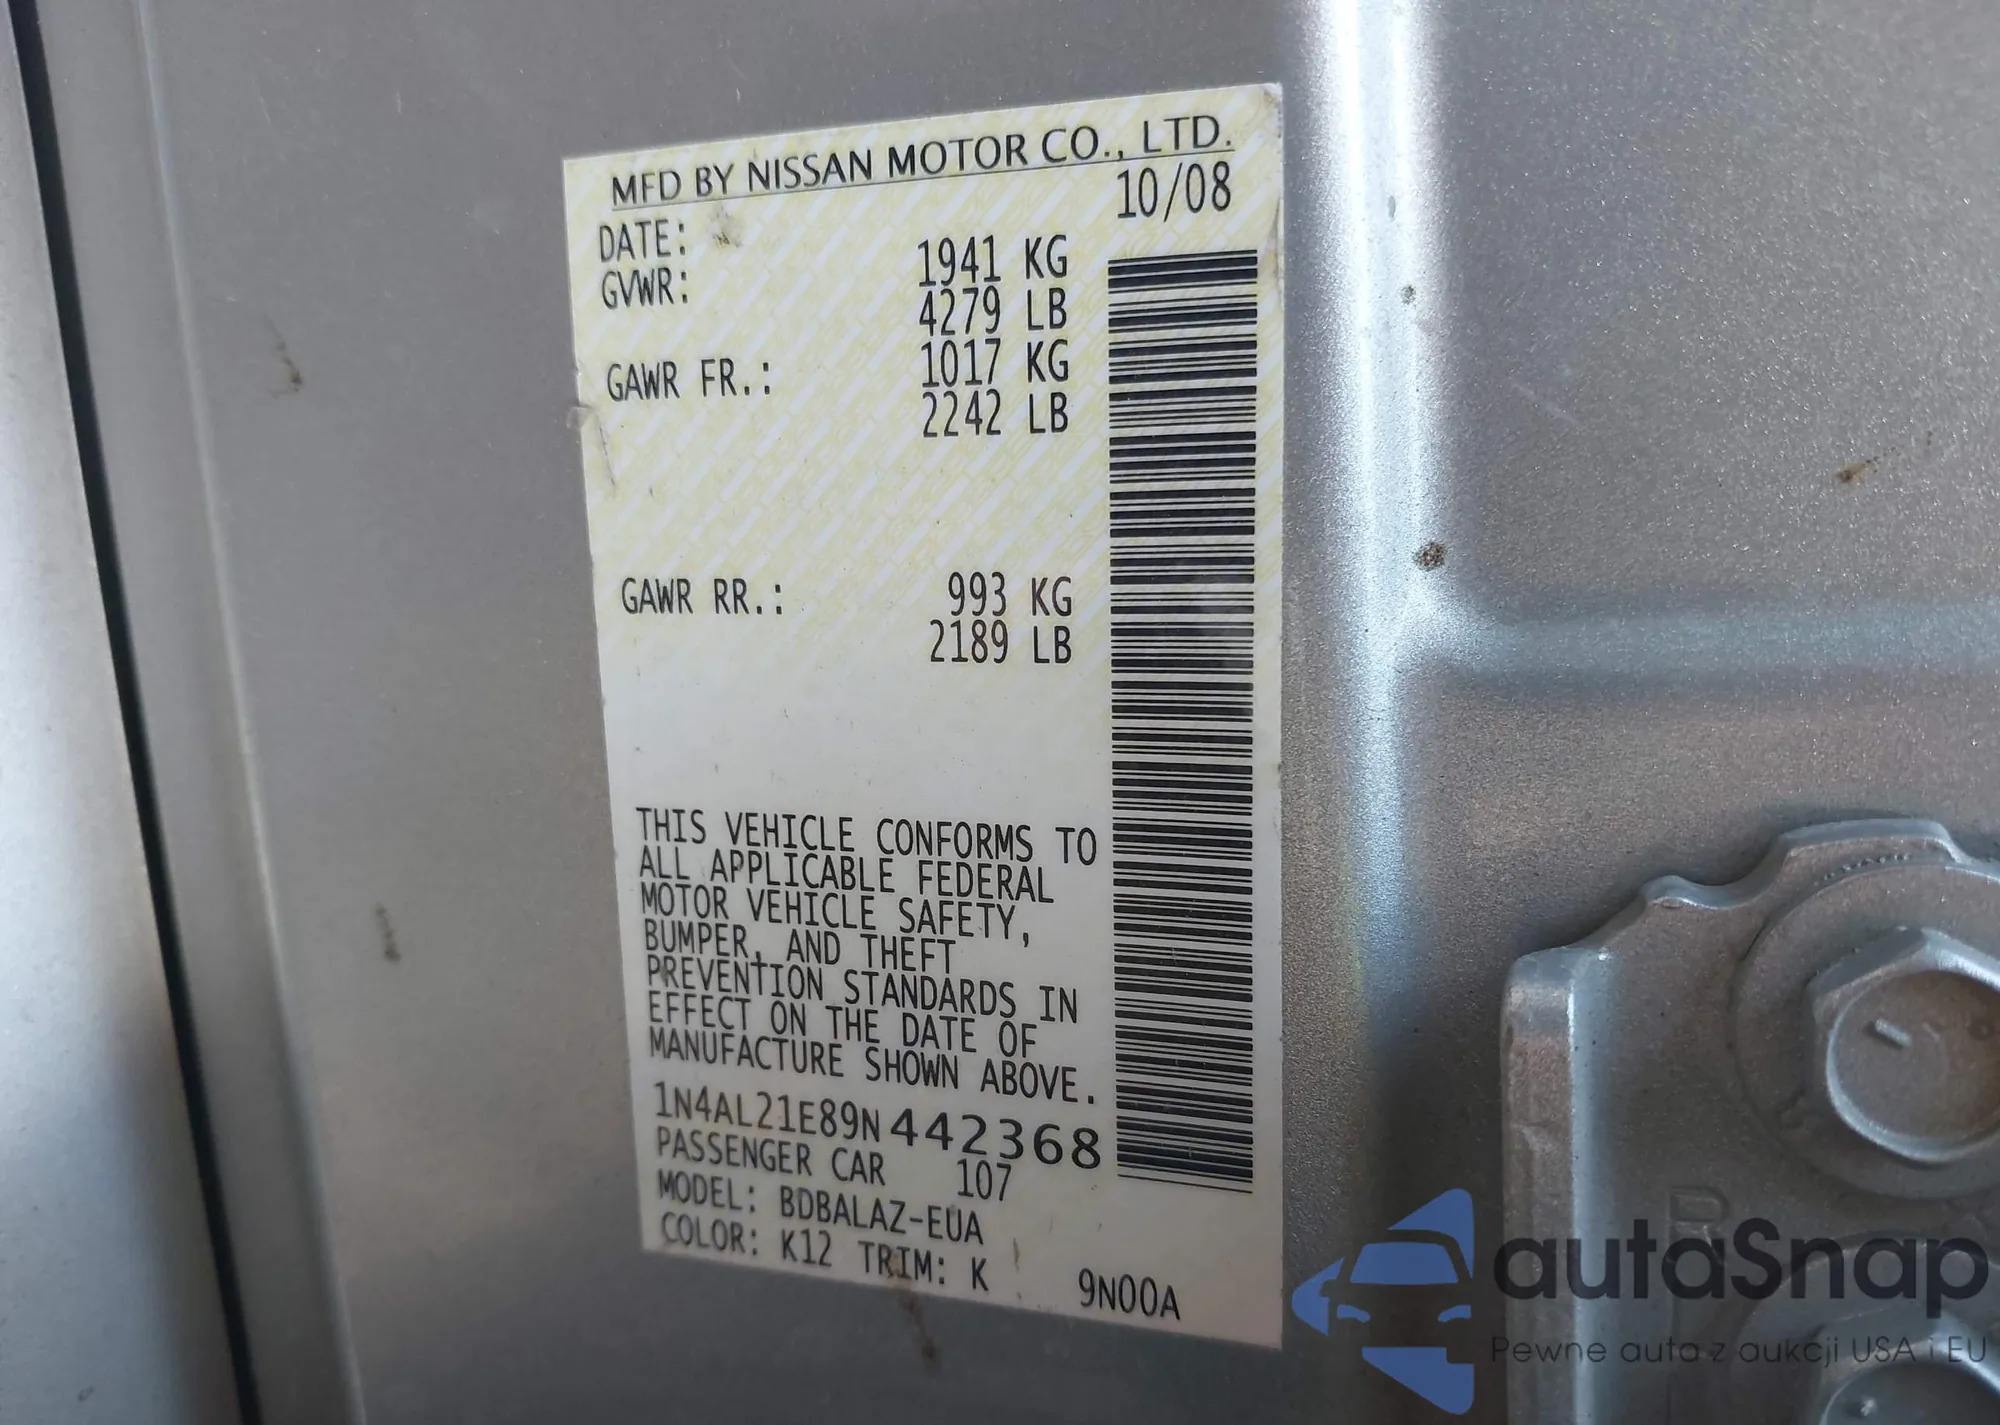 MFD BY NISSAN MOTOR CO., LTD.
DATE: 10/08
GVWR: 1941 KG
4279 LB
GAWR FR.: 1017 KG
2242 LB
GAWR RR.: 993 KG
2189 LB
THIS VEHICLE CONFORMS TO
ALL APPLICABLE FEDERAL
MOTOR VEHICLE SAFETY,
BUMPER, AND THEFT
PREVENTION STANDARDS IN
EFFECT ON THE DATE OF
MANUFACTURE SHOWN ABOVE.
1N4AL21E89N442368
PASSENGER CAR 107
MODEL: BDBALAZ-EUA
COLOR: K12 TRIM: K 9N00A
R
autaSnap
Pewne auta z aukcji USA i EU